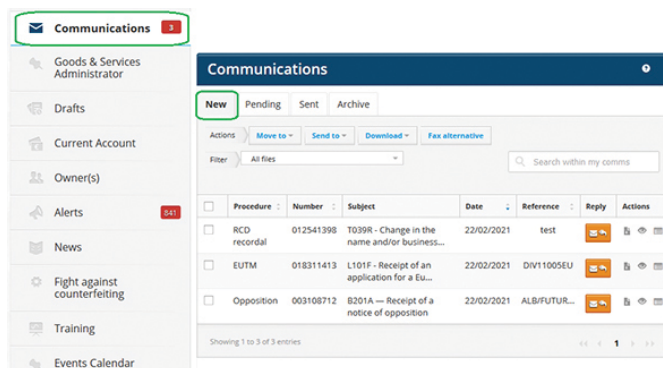 Communications 3
Goods & Services
Administrator
Drafts
Current Account
Owner(s)
Alerts 841
News
Fight against
counterfeiting
Training
Events Calendar
Communications
New Pending Sent Archive
Actions Move to Send to Download Fax alternative
Filter All files Search within my comms
Procedure Number Subject Date Reference Reply Actions
RCD
recordal 012541398 T039R - Change in the
name and/or business... 22/02/2021 test
EUTM 018311413 L101F - Receipt of an
application for a Eu... 22/02/2021 DIV11005EU
Opposition 003108712 B201A — Receipt of a
notice of opposition 22/02/2021 ALB/FUTUR...
Showing 1 to 3 of 3 entries 1